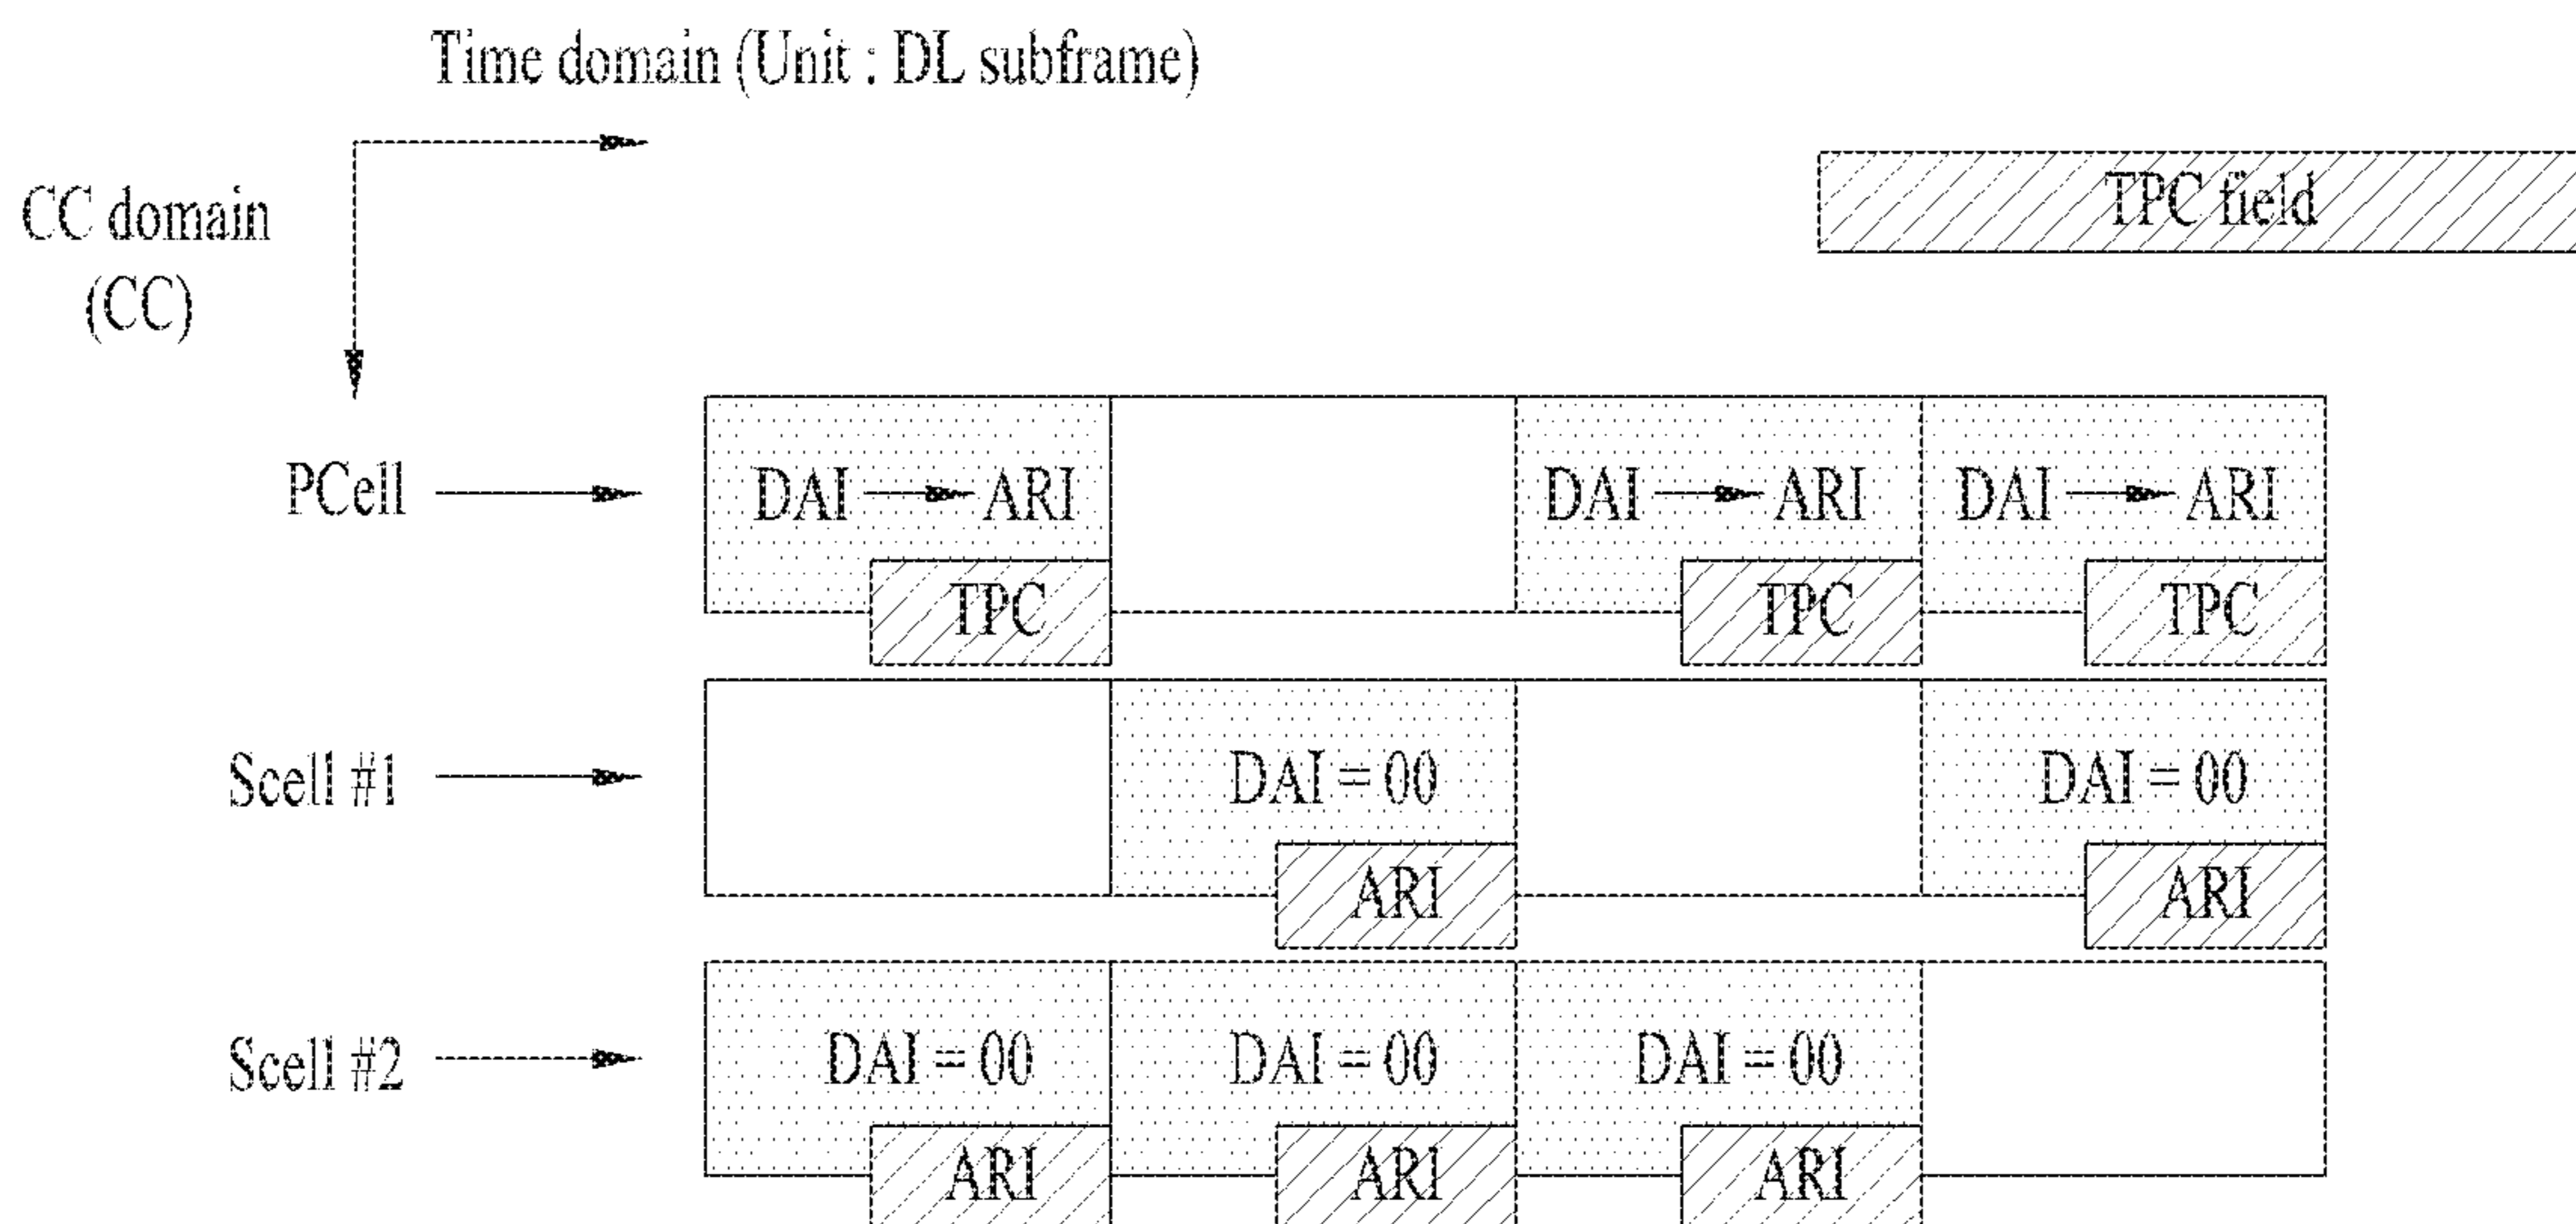 Time domain (Unit : DL subframe)
CC domain
(CC)
TPC field
PCell
DAI
ARI
DAI
ARI
DAI
ARI
TPC
TPC
TPC
Scell #1
DAI = 00
DAI = 00
ARI
ARI
Scell #2
DAI = 00
DAI = 00
DAI = 00
ARI
ARI
ARI